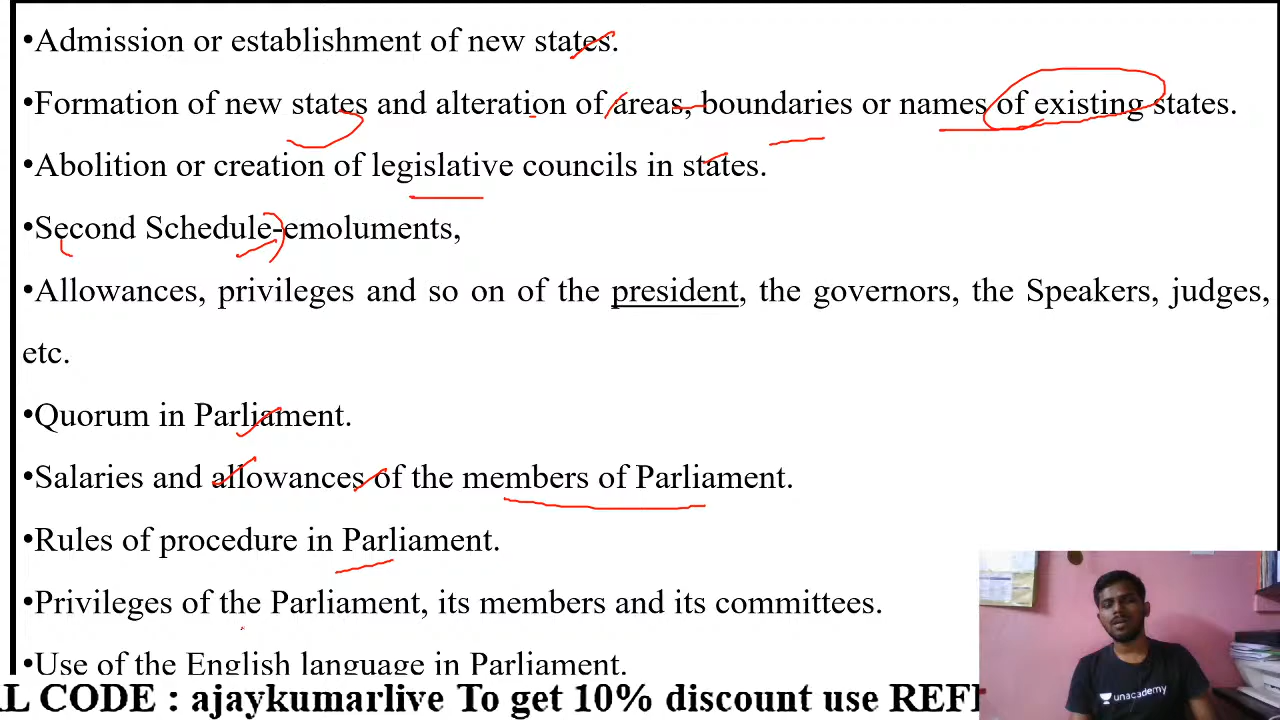 •Admission or establishment of new states.
•Formation of new states and alteration of areas, boundaries or names of existing states.
•Abolition or creation of legislative councils in states.
•Second Schedule-emoluments,
•Allowances, privileges and so on of the president, the governors, the Speakers, judges,
etc.
•Quorum in Parliament.
•Salaries and allowances of the members of Parliament.
•Rules of procedure in Parliament.
•Privileges of the Parliament, its members and its committees.
•Use of the English language in Parliament.
AL CODE : ajaykumarlive To get 10% discount use REFE
unacademy